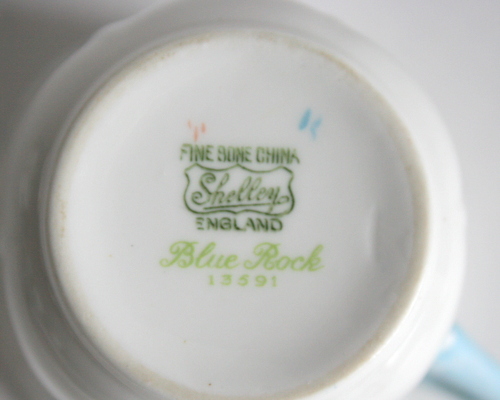 FINE BONE CHINA
Shelley
ENGLAND
Blue Rock
13591